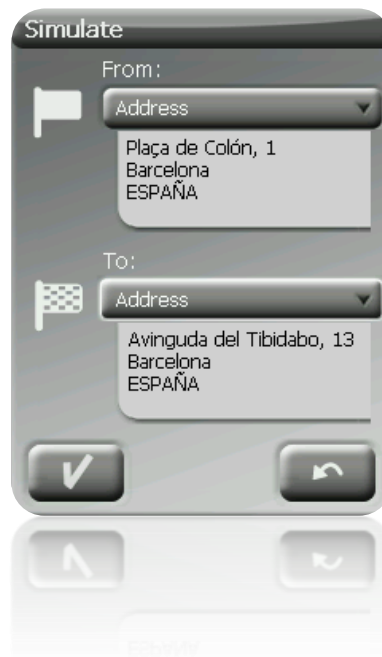 Simulate
From:
Address
Plaça de Colón, 1
Barcelona
ESPAÑA
To:
Address
Avinguda del Tibidabo, 13
Barcelona
ESPAÑA